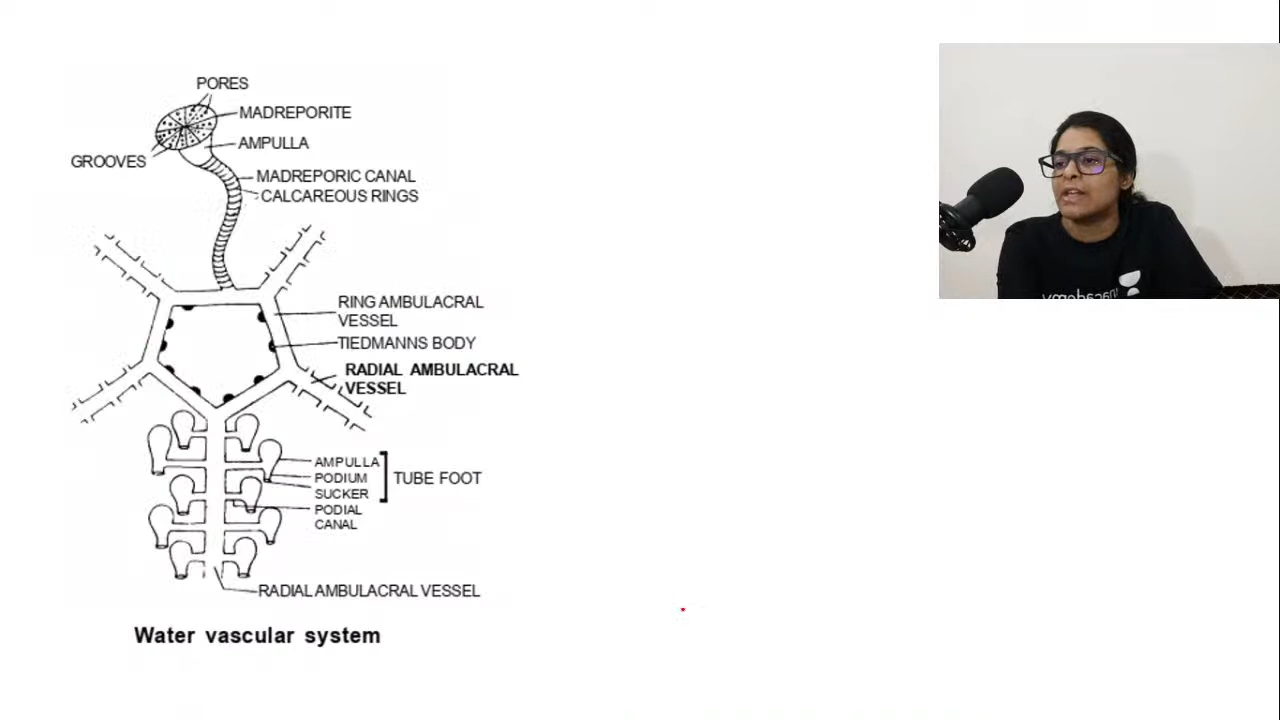 PORES
MADREPORITE
AMPULLA
GROOVES
MADREPORIC CANAL
CALCAREOUS RINGS
RING AMBULACRAL
VESSEL
TIEDMANNS BODY
RADIAL AMBULACRAL
VESSEL
AMPULLA
PODIUM
SUCKER
TUBE FOOT
PODIAL
CANAL
RADIAL AMBULACRAL VESSEL
Water vascular system